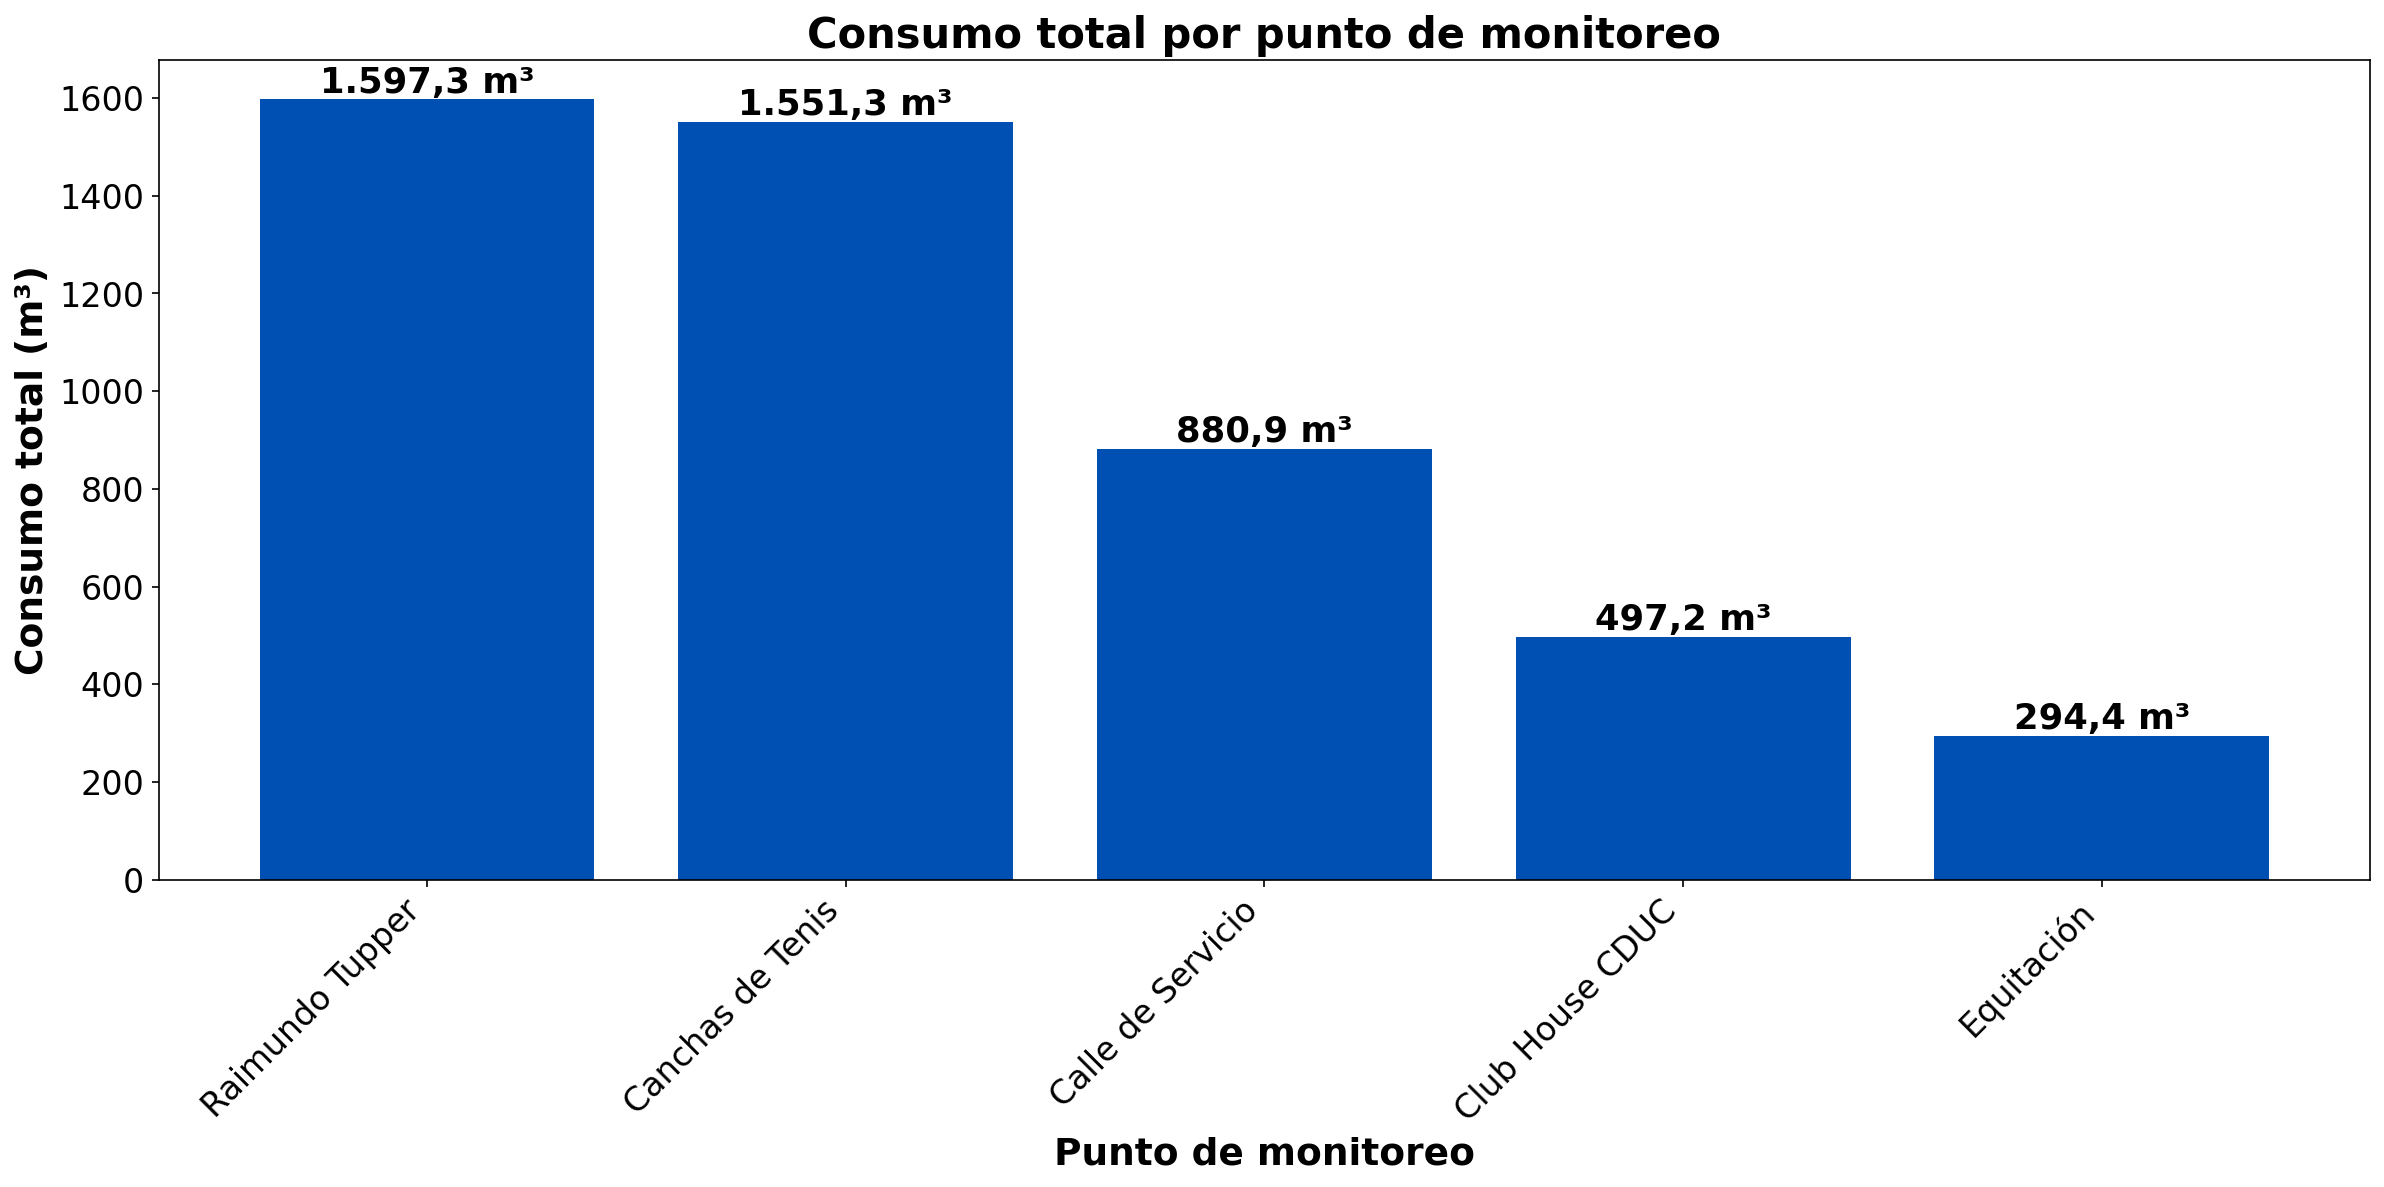 Consumo total por punto de monitoreo
Consumo total (m³)
1600
1400
1200
1000
800
600
400
200
0
1.597,3 m³
1.551,3 m³
880,9 m³
497,2 m³
294,4 m³
Raimundo Tupper
Canchas de Tenis
Calle de Servicio
Club House CDUC
Equitación
Punto de monitoreo